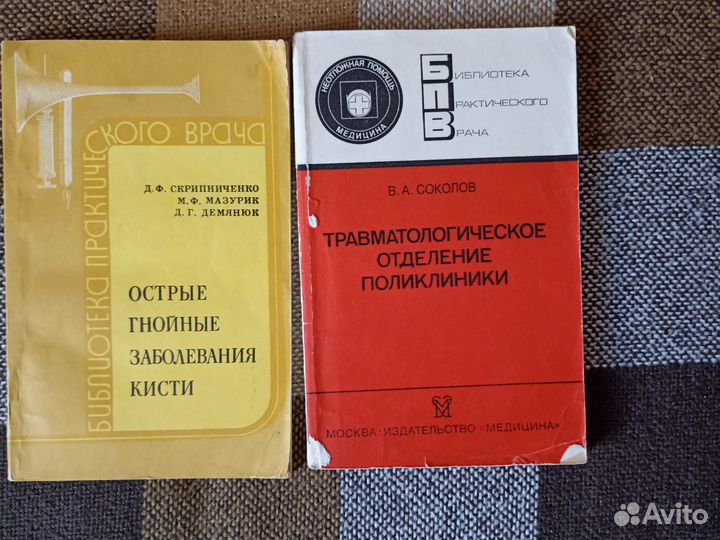 БИБЛИОТЕКА ПРАКТИЧЕСКОГО ВРАЧА
Д. Ф. СКРИПНИЧЕНКО
М. Ф. МАЗУРИК
Д. Г. ДЕМЯНЮК
ОСТРЫЕ
ГНОЙНЫЕ
ЗАБОЛЕВАНИЯ
КИСТИ
НЕОТЛОЖНАЯ ПОМОЩЬ
МЕДИЦИНА
БИБЛИОТЕКА
ПРАКТИЧЕСКОГО
ВРАЧА
В. А. СОКОЛОВ
ТРАВМАТОЛОГИЧЕСКОЕ
ОТДЕЛЕНИЕ
ПОЛИКЛИНИКИ
МОСКВА · ИЗДАТЕЛЬСТВО «МЕДИЦИНА»
Avito